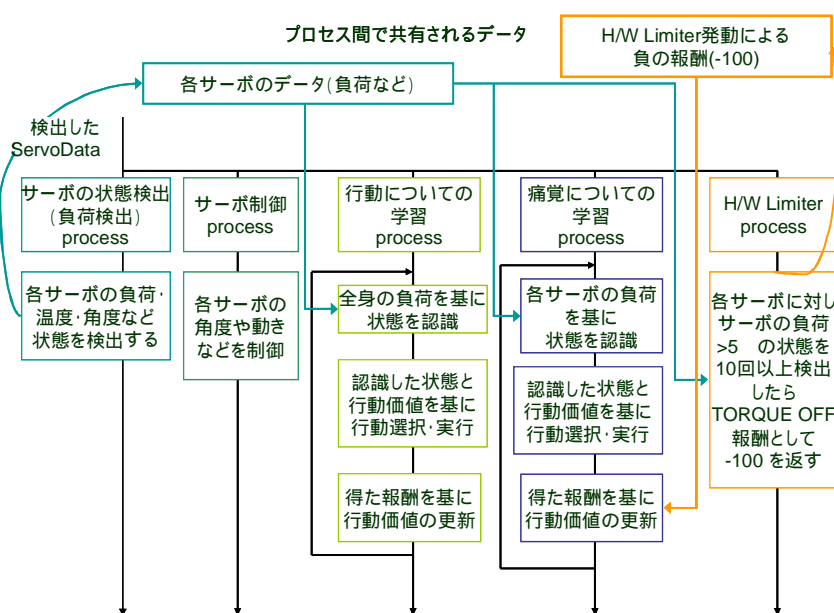 プロセス間で共有されるデータ
H/W Limiter発動による
負の報酬(-100)
各サーボのデータ(負荷など)
検出した
ServoData
サーボの状態検出
(負荷検出)
process
サーボ制御
process
行動についての
学習
process
痛覚についての
学習
process
H/W Limiter
process
各サーボの負荷・
温度・角度など
状態を検出する
各サーボの
角度や動き
などを制御
全身の負荷を基に
状態を認識
各サーボの負荷
を基に
状態を認識
各サーボに対し
サーボの負荷
>5 の状態を
10回以上検出
したら
TORQUE OFF
報酬として
-100 を返す
認識した状態と
行動価値を基に
行動選択・実行
認識した状態と
行動価値を基に
行動選択・実行
得た報酬を基に
行動価値の更新
得た報酬を基に
行動価値の更新